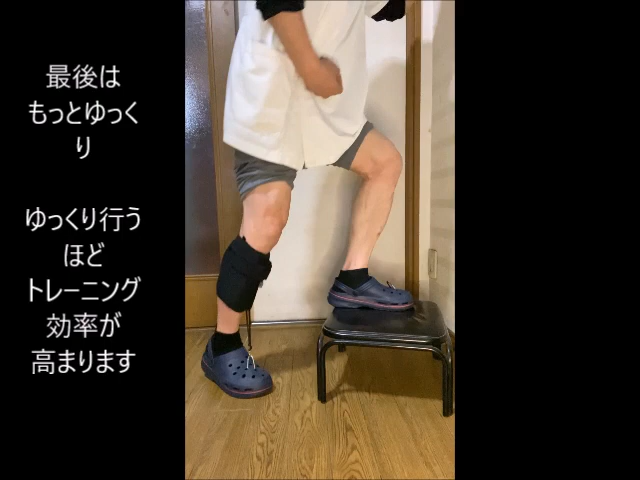 最後は
もっとゆっく
り
ゆっくり行う
ほど
トレーニング
効率が
高まります